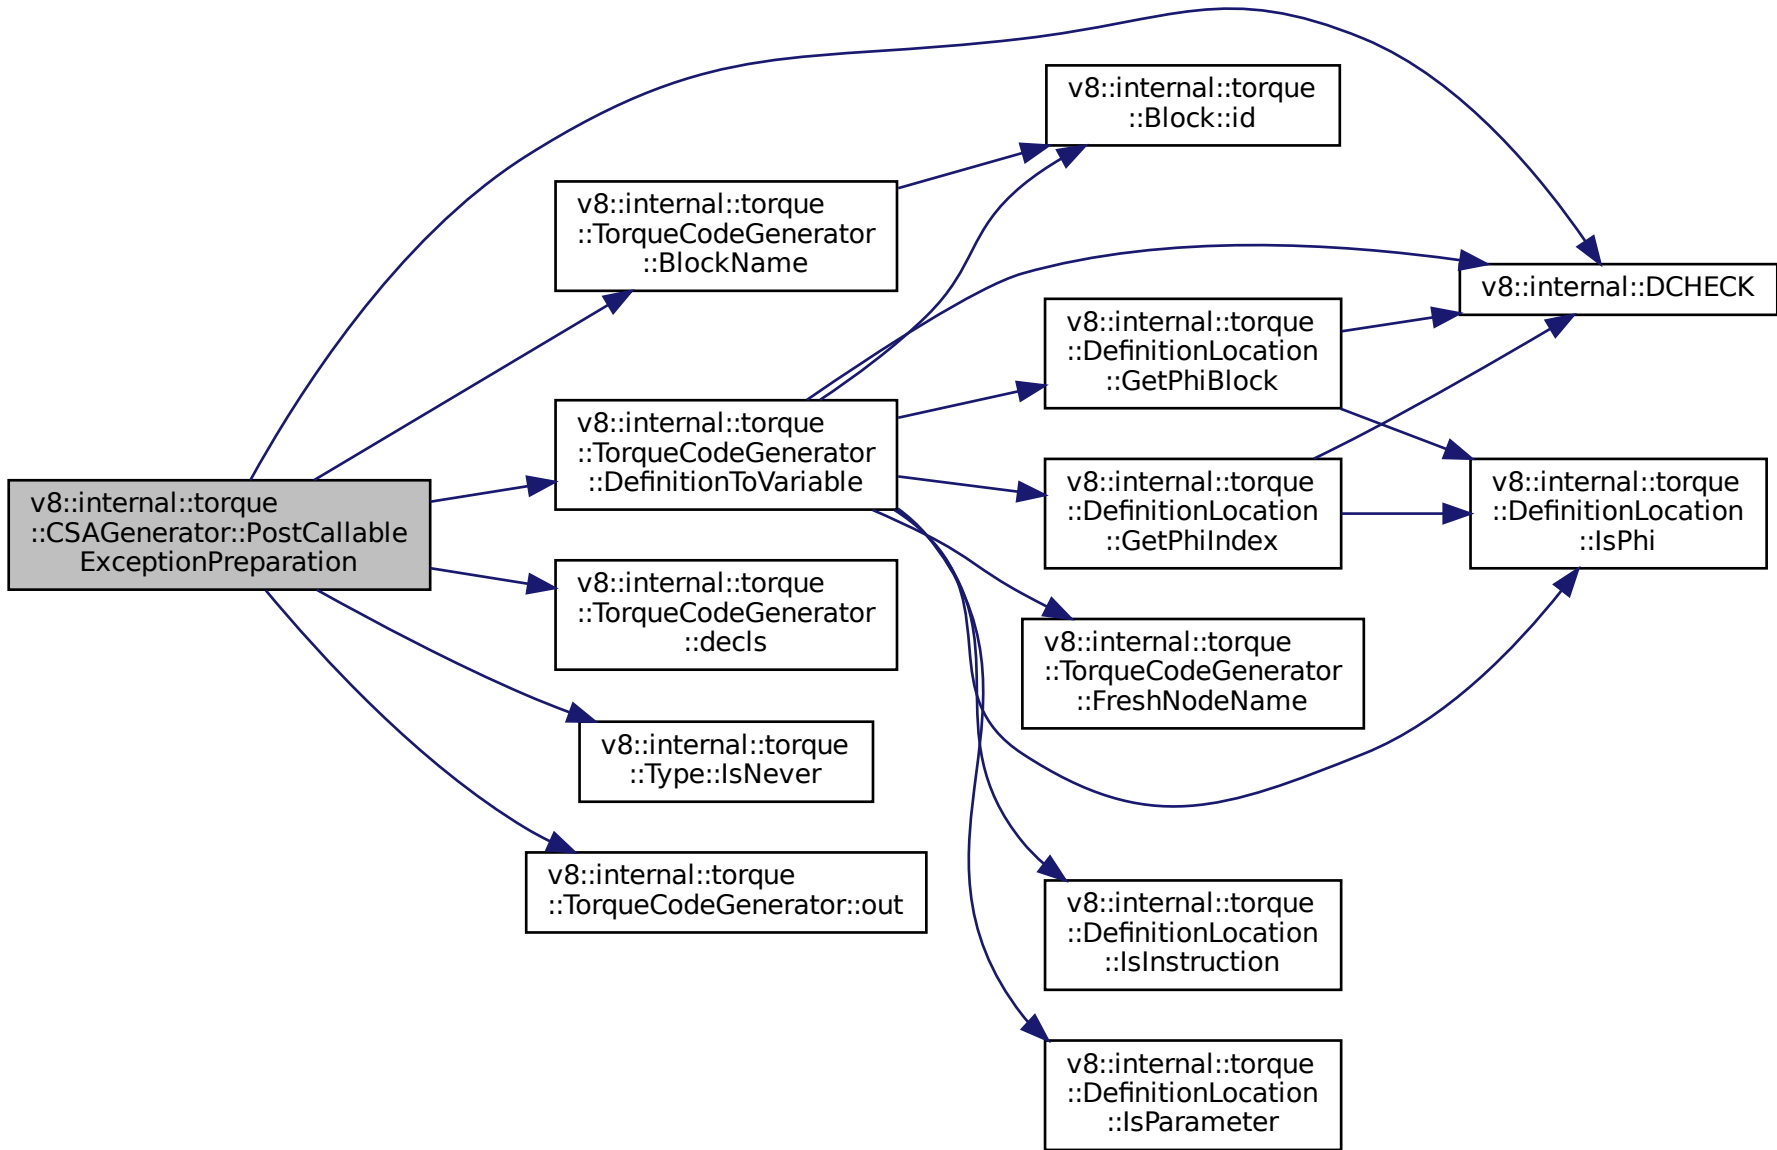 v8::internal::torque
::CSAGenerator::PostCallable
ExceptionPreparation
v8::internal::torque
::TorqueCodeGenerator
::BlockName
v8::internal::torque
::TorqueCodeGenerator
::DefinitionToVariable
v8::internal::torque
::TorqueCodeGenerator
::decls
v8::internal::torque
::Type::IsNever
v8::internal::torque
::TorqueCodeGenerator::out
v8::internal::torque
::Block::id
v8::internal::torque
::DefinitionLocation
::GetPhiBlock
v8::internal::torque
::DefinitionLocation
::GetPhiIndex
v8::internal::torque
::TorqueCodeGenerator
::FreshNodeName
v8::internal::torque
::DefinitionLocation
::IsInstruction
v8::internal::torque
::DefinitionLocation
::IsParameter
v8::internal::DCHECK
v8::internal::torque
::DefinitionLocation
::IsPhi